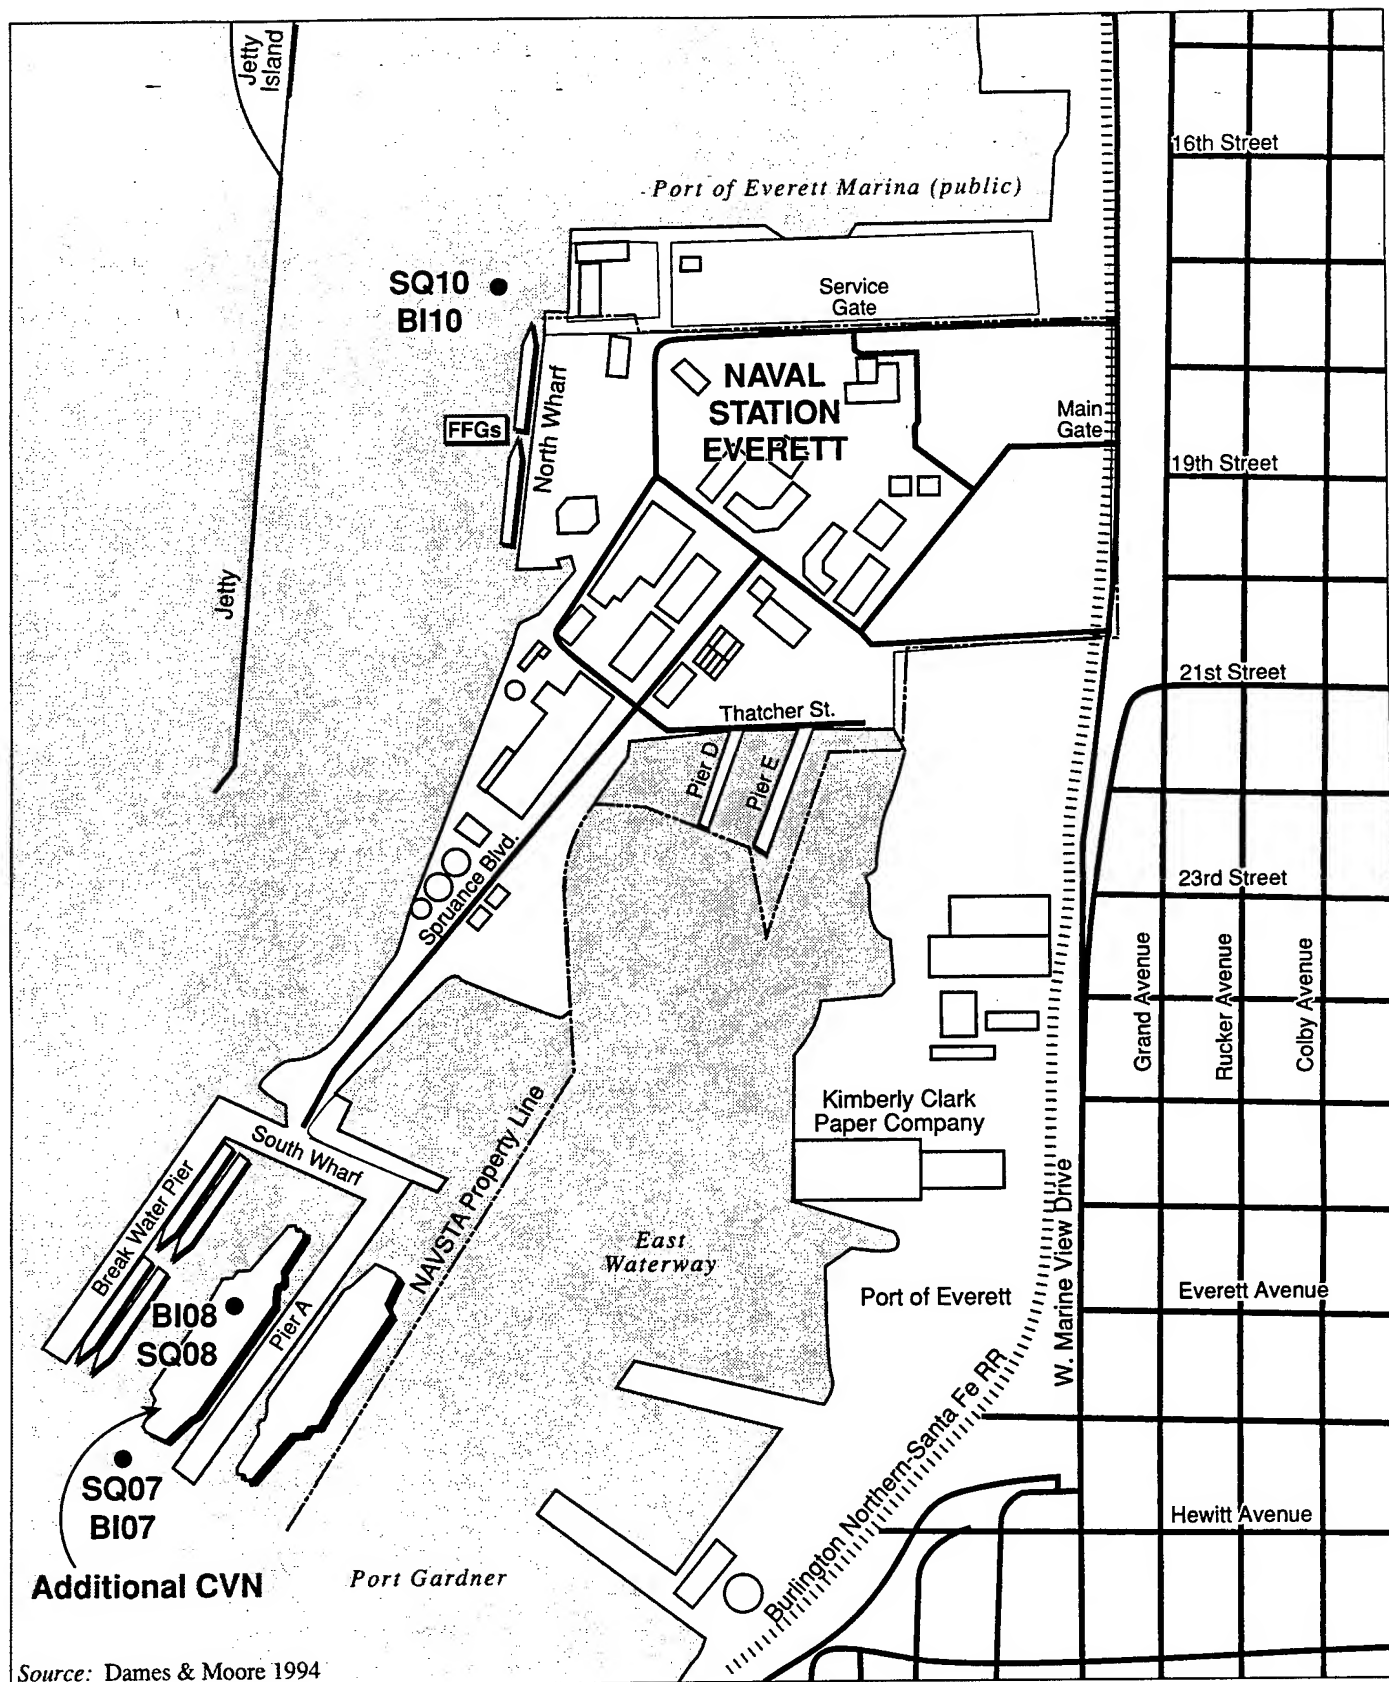 Jetty
Island
16th Street
Port of Everett Marina (public)
SQ10
BI10
Service
Gate
NAVAL
STATION
EVERETT
North Wharf
FFGs
Main
Gate
19th Street
Jetty
21st Street
Thatcher St.
Pier D
Pier E
Spruance Blvd.
23rd Street
Grand Avenue
Rucker Avenue
Colby Avenue
Kimberly Clark
Paper Company
South Wharf
Break Water Pier
NAVSTA Property Line
W. Marine View Drive
East
Waterway
Port of Everett
Everett Avenue
BI08
SQ08
Pier A
Burlington Northern-Santa Fe RR
SQ07
BI07
Hewitt Avenue
Additional CVN
Port Gardner
Source: Dames & Moore 1994